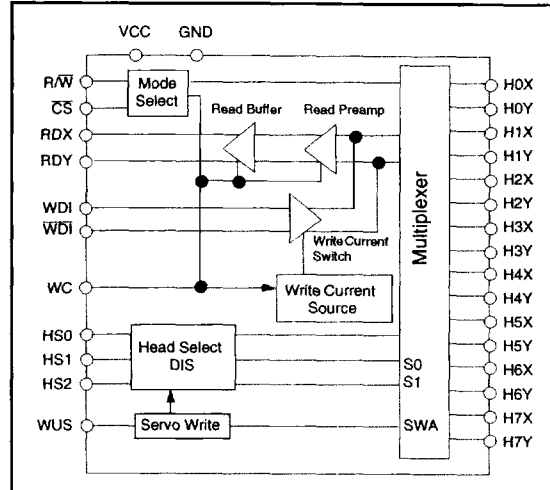 VCC GND
R/W̅
C̅S̅
RDX
RDY
WDI
W̅D̅I̅
WC
HS0
HS1
HS2
WUS
Mode
Select
Read Buffer
Read Preamp
Write Current
Switch
Write Current
Source
Head Select
DIS
Servo Write
Multiplexer
S0
S1
SWA
H0X
H0Y
H1X
H1Y
H2X
H2Y
H3X
H3Y
H4X
H4Y
H5X
H5Y
H6X
H6Y
H7X
H7Y